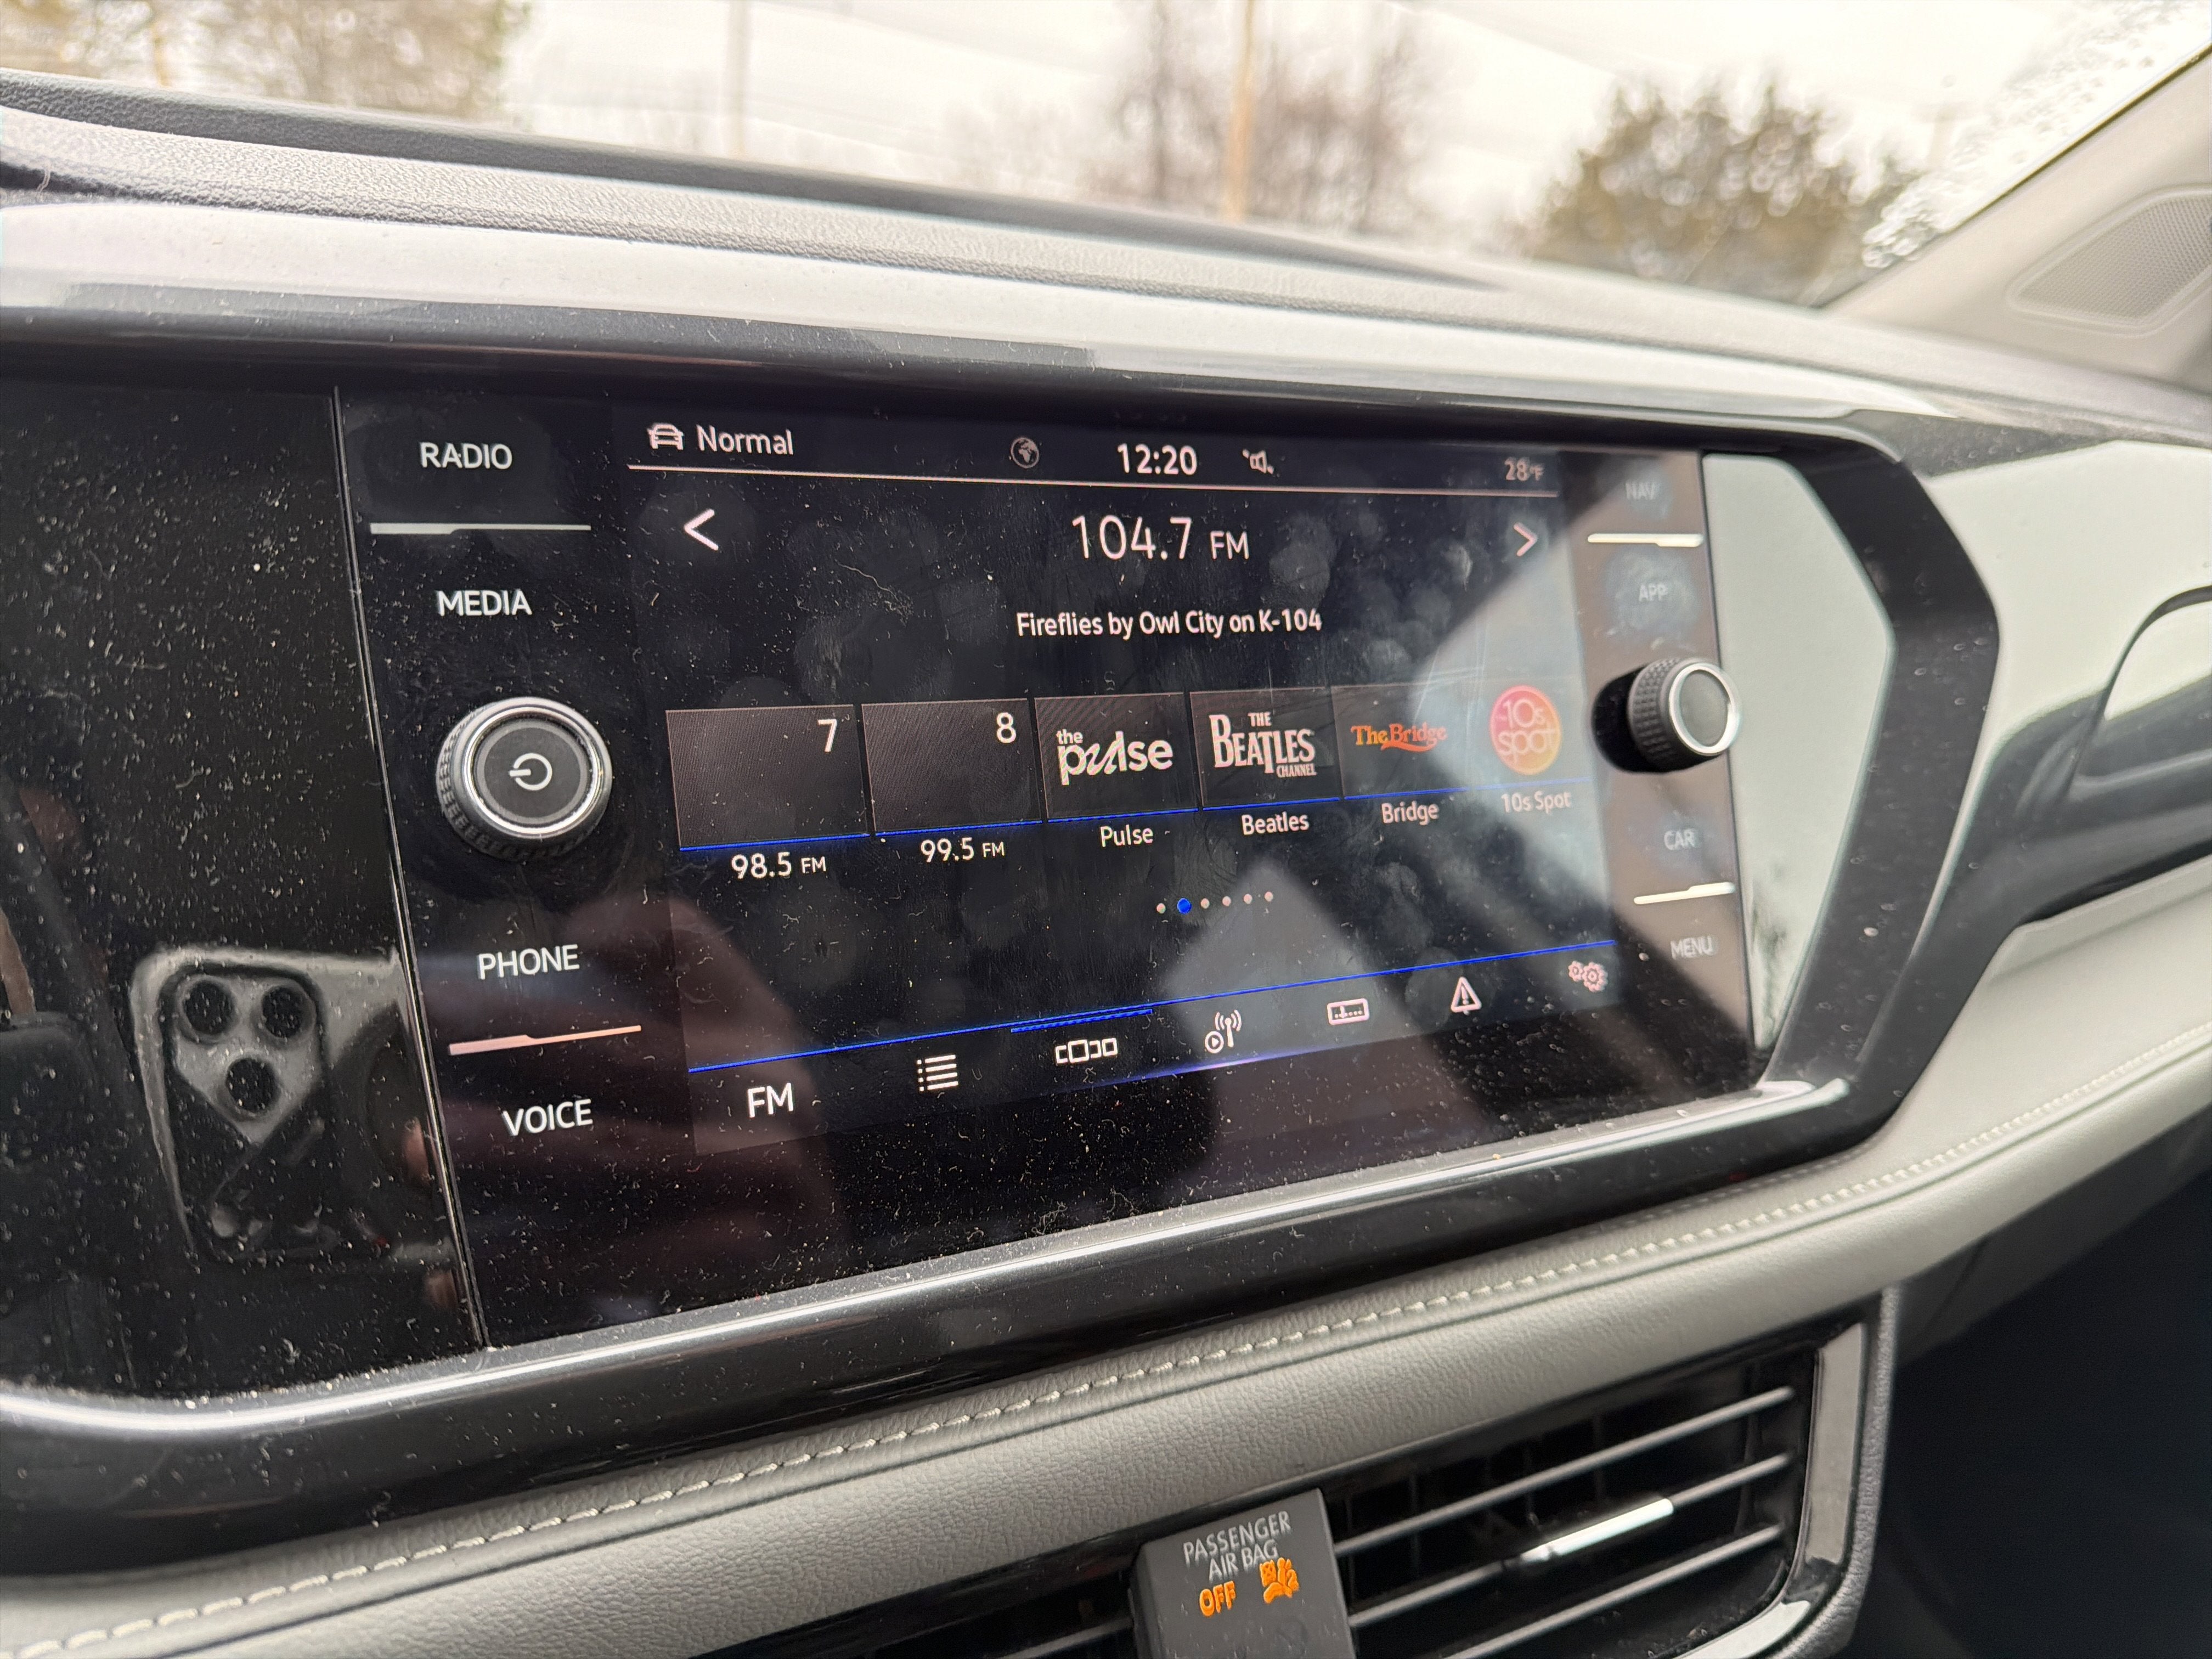 RADIO
MEDIA
PHONE
VOICE
Normal
12:20
28°F
104.7 FM
Fireflies by Owl City on K-104
7
98.5 FM
8
99.5 FM
the
pulse
Pulse
THE
BEATLES
CHANNEL
Beatles
The Bridge
Bridge
10s
spot
10s Spot
FM
NAV
APP
CAR
MENU
PASSENGER
AIR BAG
OFF
2